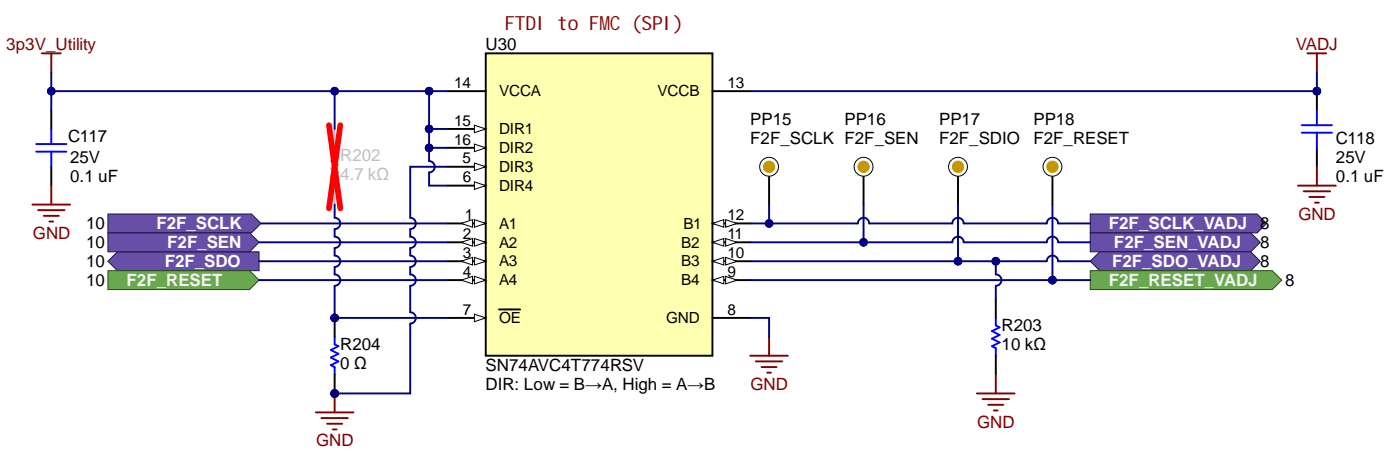 FTDI to FMC (SPI)
3p3V_Utility
U30
VADJ
14
VCCA
VCCB
13
C117
25V
0.1 uF
GND
R202
4.7 kΩ
15
DIR1
16
DIR2
5
DIR3
6
DIR4
PP15
F2F_SCLK
PP16
F2F_SEN
PP17
F2F_SDIO
PP18
F2F_RESET
C118
25V
0.1 uF
GND
10
F2F_SCLK
1
A1
B1
12
F2F_SCLK_VADJ
8
10
F2F_SEN
2
A2
B2
11
F2F_SEN_VADJ
8
10
F2F_SDO
3
A3
B3
10
F2F_SDO_VADJ
8
10
F2F_RESET
4
A4
B4
9
F2F_RESET_VADJ
8
7
OE
GND
8
R204
0 Ω
GND
GND
R203
10 kΩ
GND
SN74AVC4T774RSV
DIR: Low = B→A, High = A→B